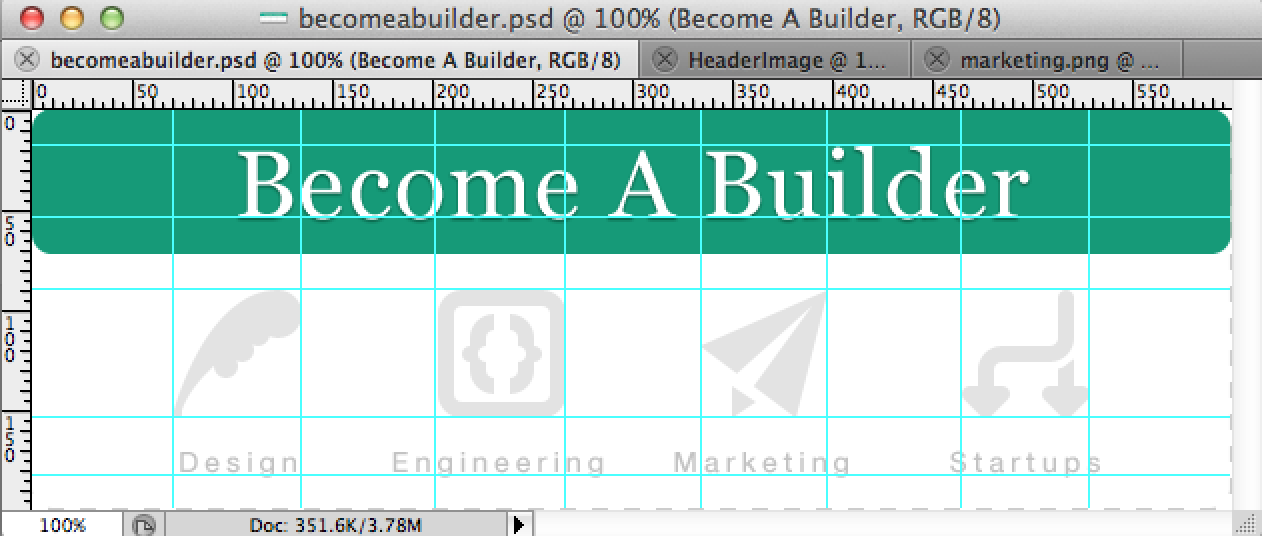 becomeabuilder.psd @ 100% (Become A Builder, RGB/8)
becomeabuilder.psd @ 100% (Become A Builder, RGB/8) HeaderImage @ 1... marketing.png @ ...
0 50 100 150 200 250 300 350 400 450 500 550
0
Become A Builder
50
{}
100
150
Design Engineering Marketing Startups
100% Doc: 351.6K/3.78M